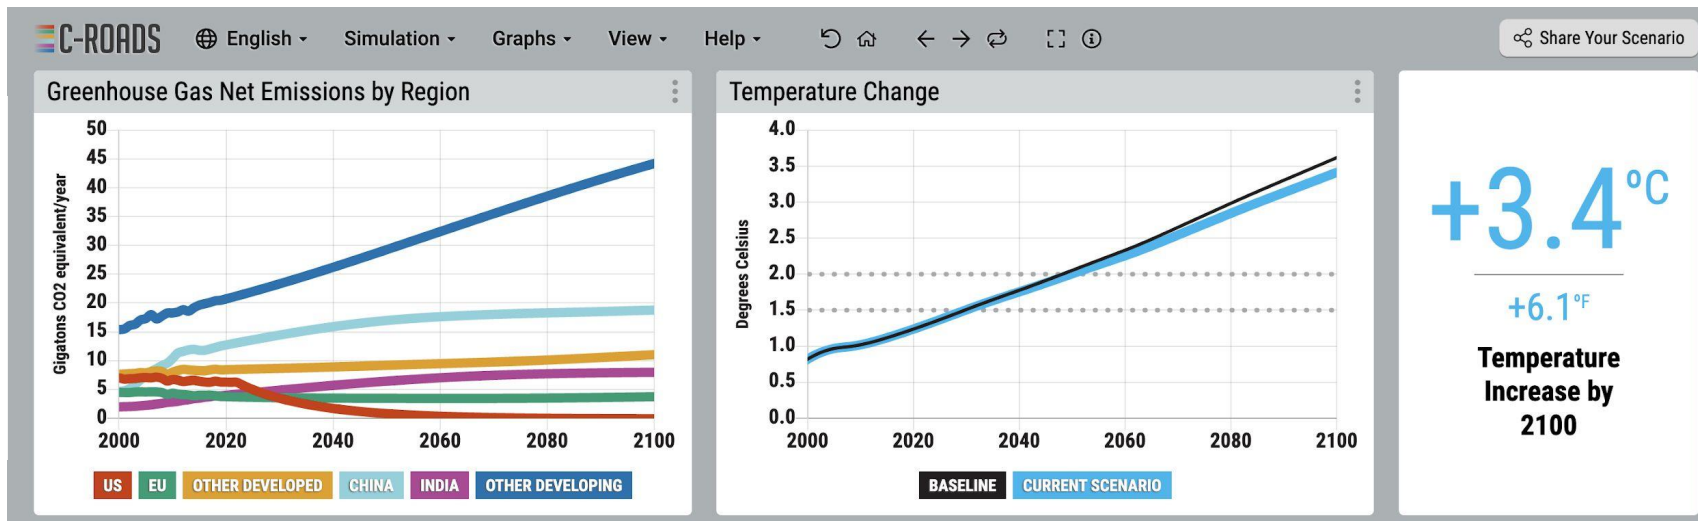 C-ROADS
English
Simulation
Graphs
View
Help
Share Your Scenario
Greenhouse Gas Net Emissions by Region
Gigatons CO2 equivalent/year
50
45
40
35
30
25
20
15
10
5
0
2000 2020 2040 2060 2080 2100
US EU OTHER DEVELOPED CHINA INDIA OTHER DEVELOPING
Temperature Change
Degrees Celsius
4.0
3.5
3.0
2.5
2.0
1.5
1.0
0.5
0.0
2000 2020 2040 2060 2080 2100
BASELINE CURRENT SCENARIO
+3.4 ºC
+6.1 ºF
Temperature
Increase by
2100